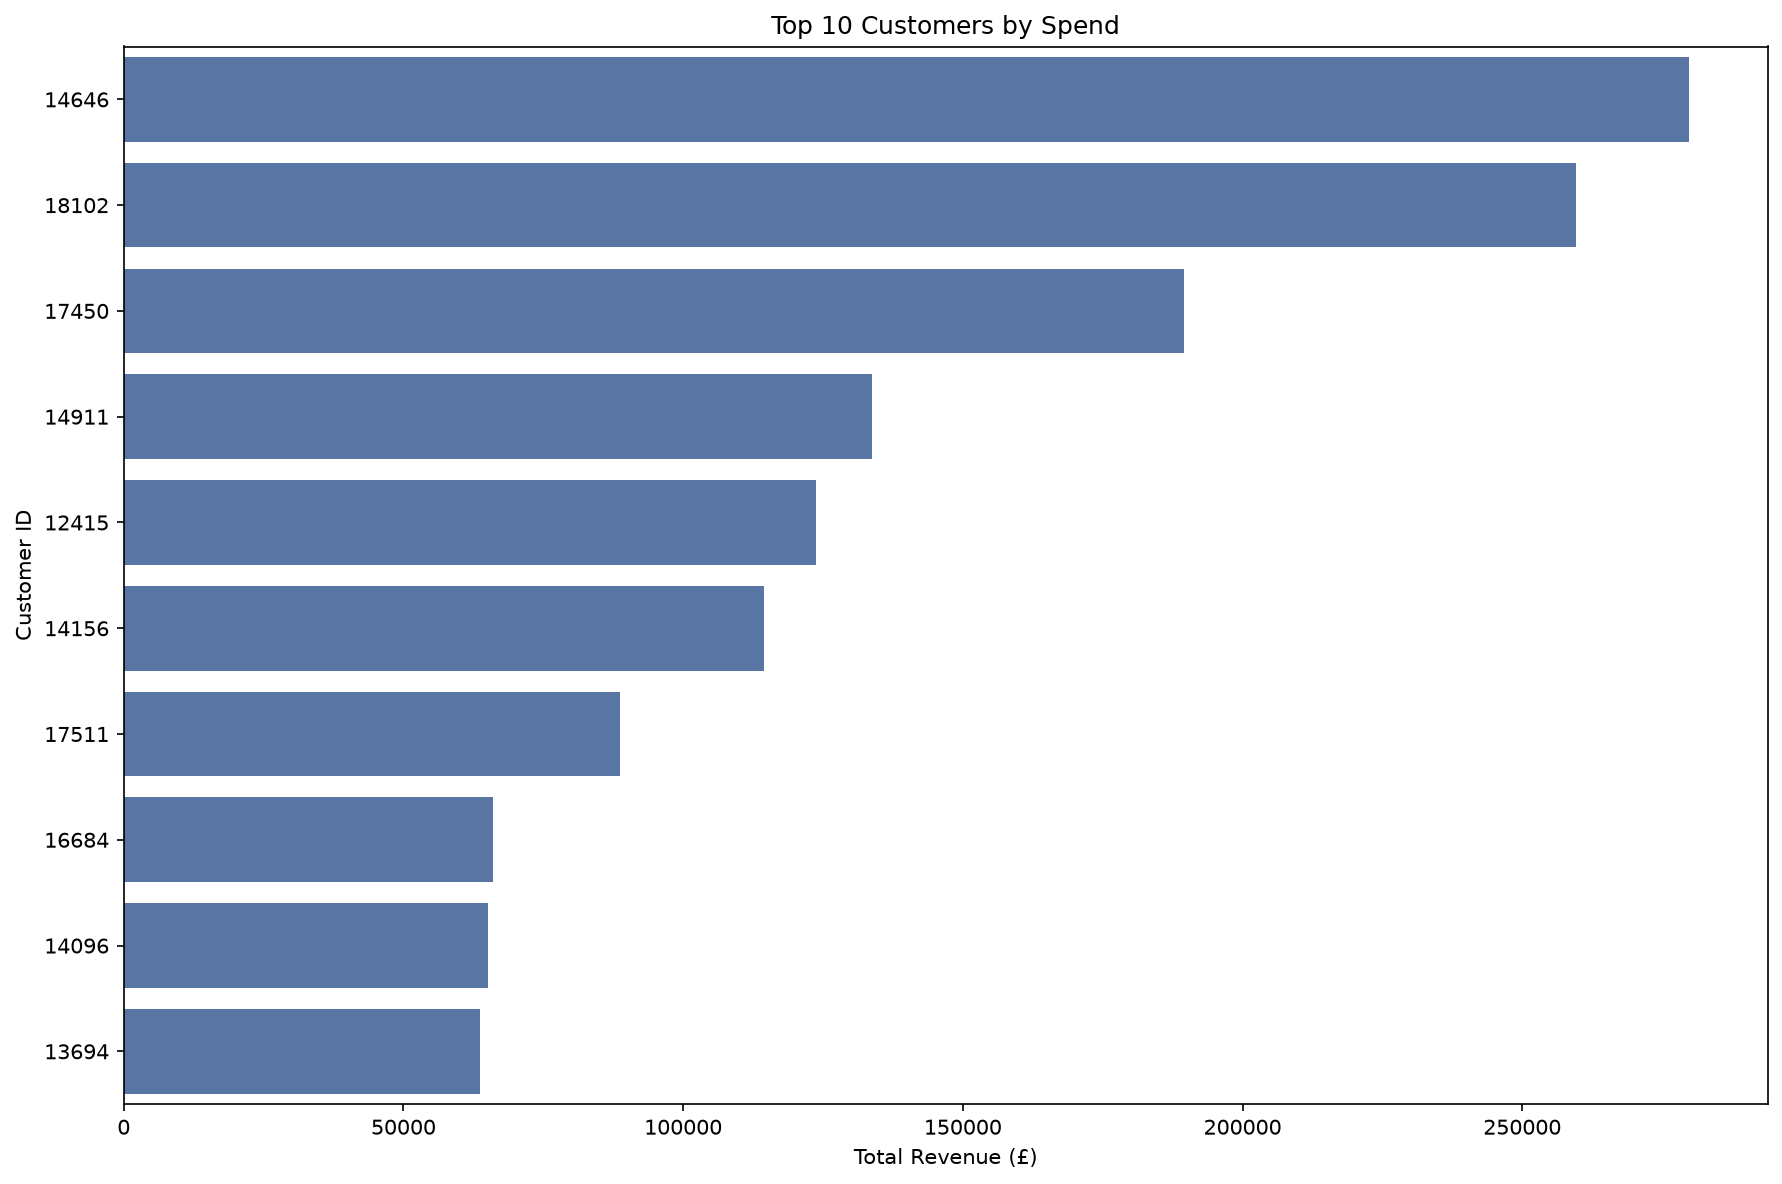 Top 10 Customers by Spend
14646
18102
17450
14911
12415
14156
17511
16684
14096
13694
Customer ID
0 50000 100000 150000 200000 250000
Total Revenue (£)